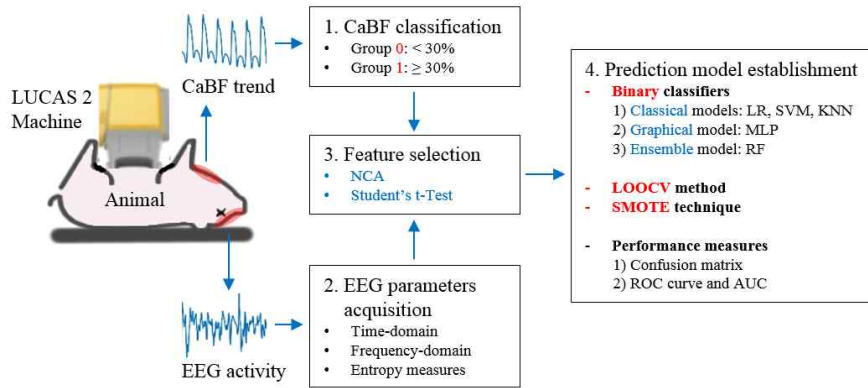 LUCAS 2
Machine
Animal
CaBF trend
EEG activity
1. CaBF classification
• Group 0: < 30%
• Group 1: ≥ 30%
3. Feature selection
• NCA
• Student's t-Test
2. EEG parameters
acquisition
• Time-domain
• Frequency-domain
• Entropy measures
4. Prediction model establishment
- Binary classifiers
1) Classical models: LR, SVM, KNN
2) Graphical model: MLP
3) Ensemble model: RF
- LOOCV method
- SMOTE technique
- Performance measures
1) Confusion matrix
2) ROC curve and AUC